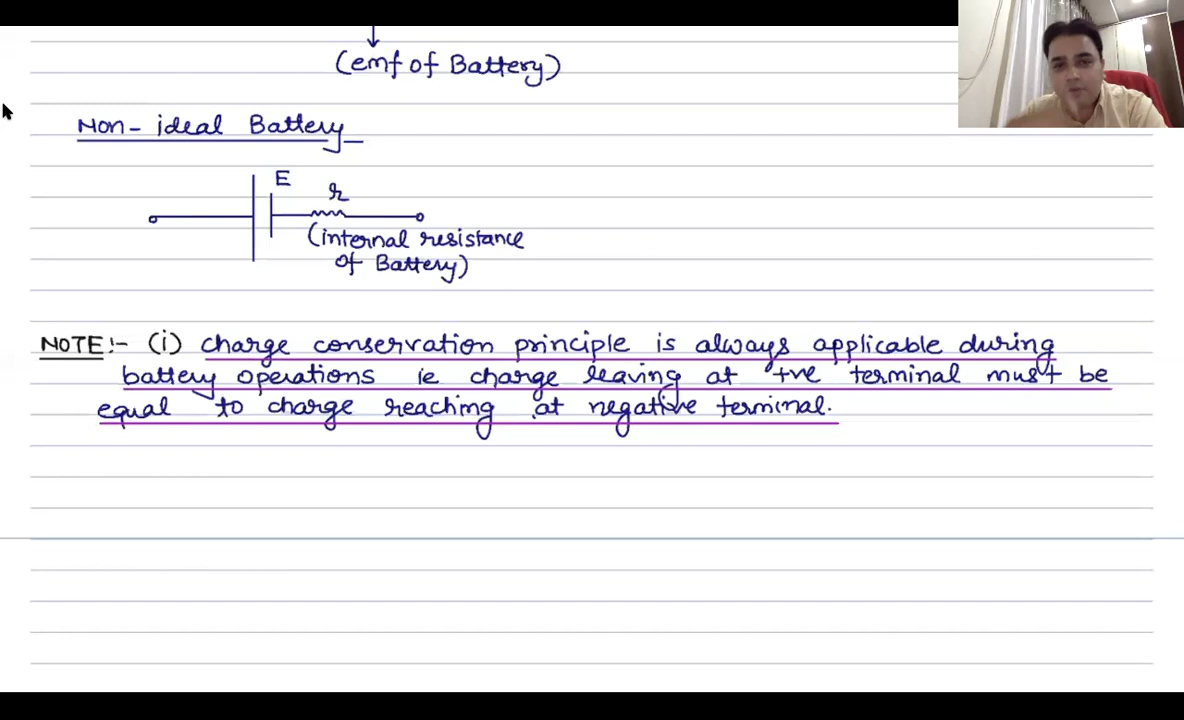 (emf of Battery)
Non-ideal Battery
E
r
(internal resistance
of Battery)
NOTE:- (i) charge conservation principle is always applicable during
battery operations ie charge leaving at +ve terminal must be
equal to charge reaching at negative terminal.